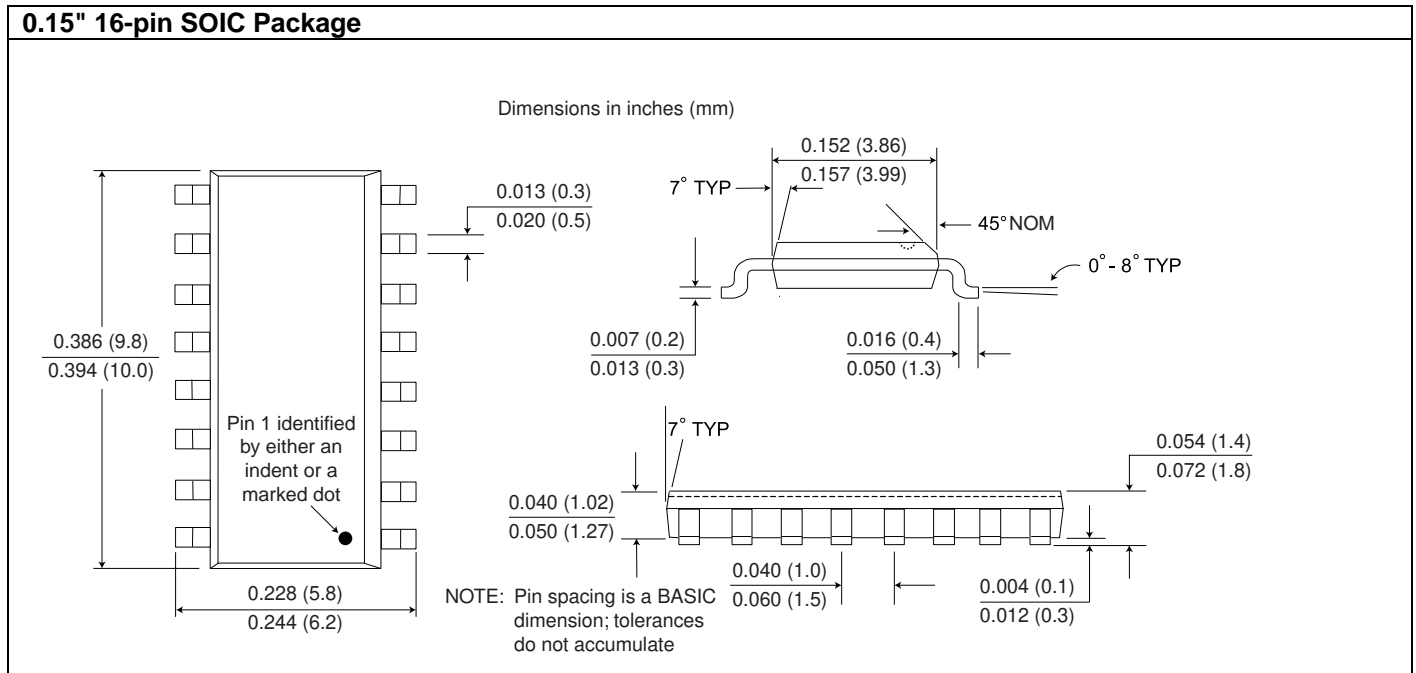 0.15" 16-pin SOIC Package
Dimensions in inches (mm)
0.152 (3.86)
0.157 (3.99)
7° TYP
45° NOM
0.013 (0.3)
0.020 (0.5)
0° - 8° TYP
0.386 (9.8)
0.394 (10.0)
0.007 (0.2)
0.013 (0.3)
0.016 (0.4)
0.050 (1.3)
Pin 1 identified
by either an
indent or a
marked dot
7° TYP
0.054 (1.4)
0.072 (1.8)
0.040 (1.02)
0.050 (1.27)
0.040 (1.0)
0.060 (1.5)
0.004 (0.1)
0.012 (0.3)
0.228 (5.8)
0.244 (6.2)
NOTE: Pin spacing is a BASIC
dimension; tolerances
do not accumulate